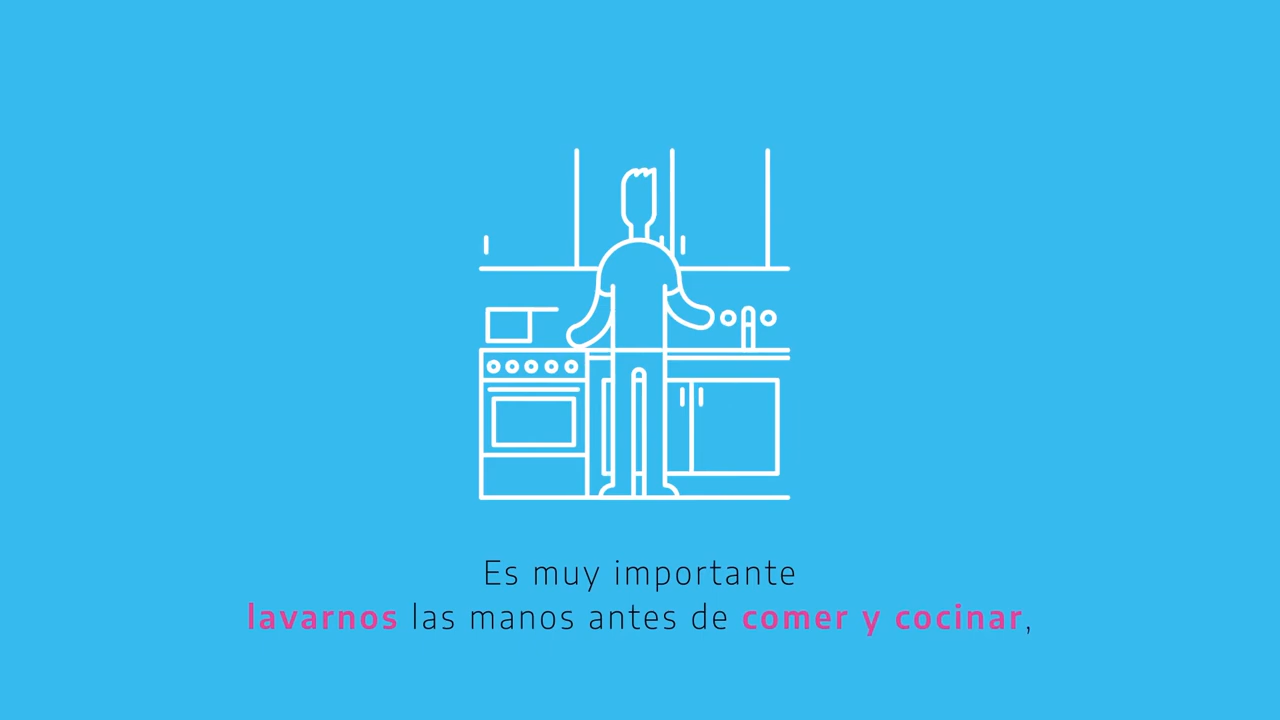 Es muy importante
lavarnos las manos antes de comer y cocinar,